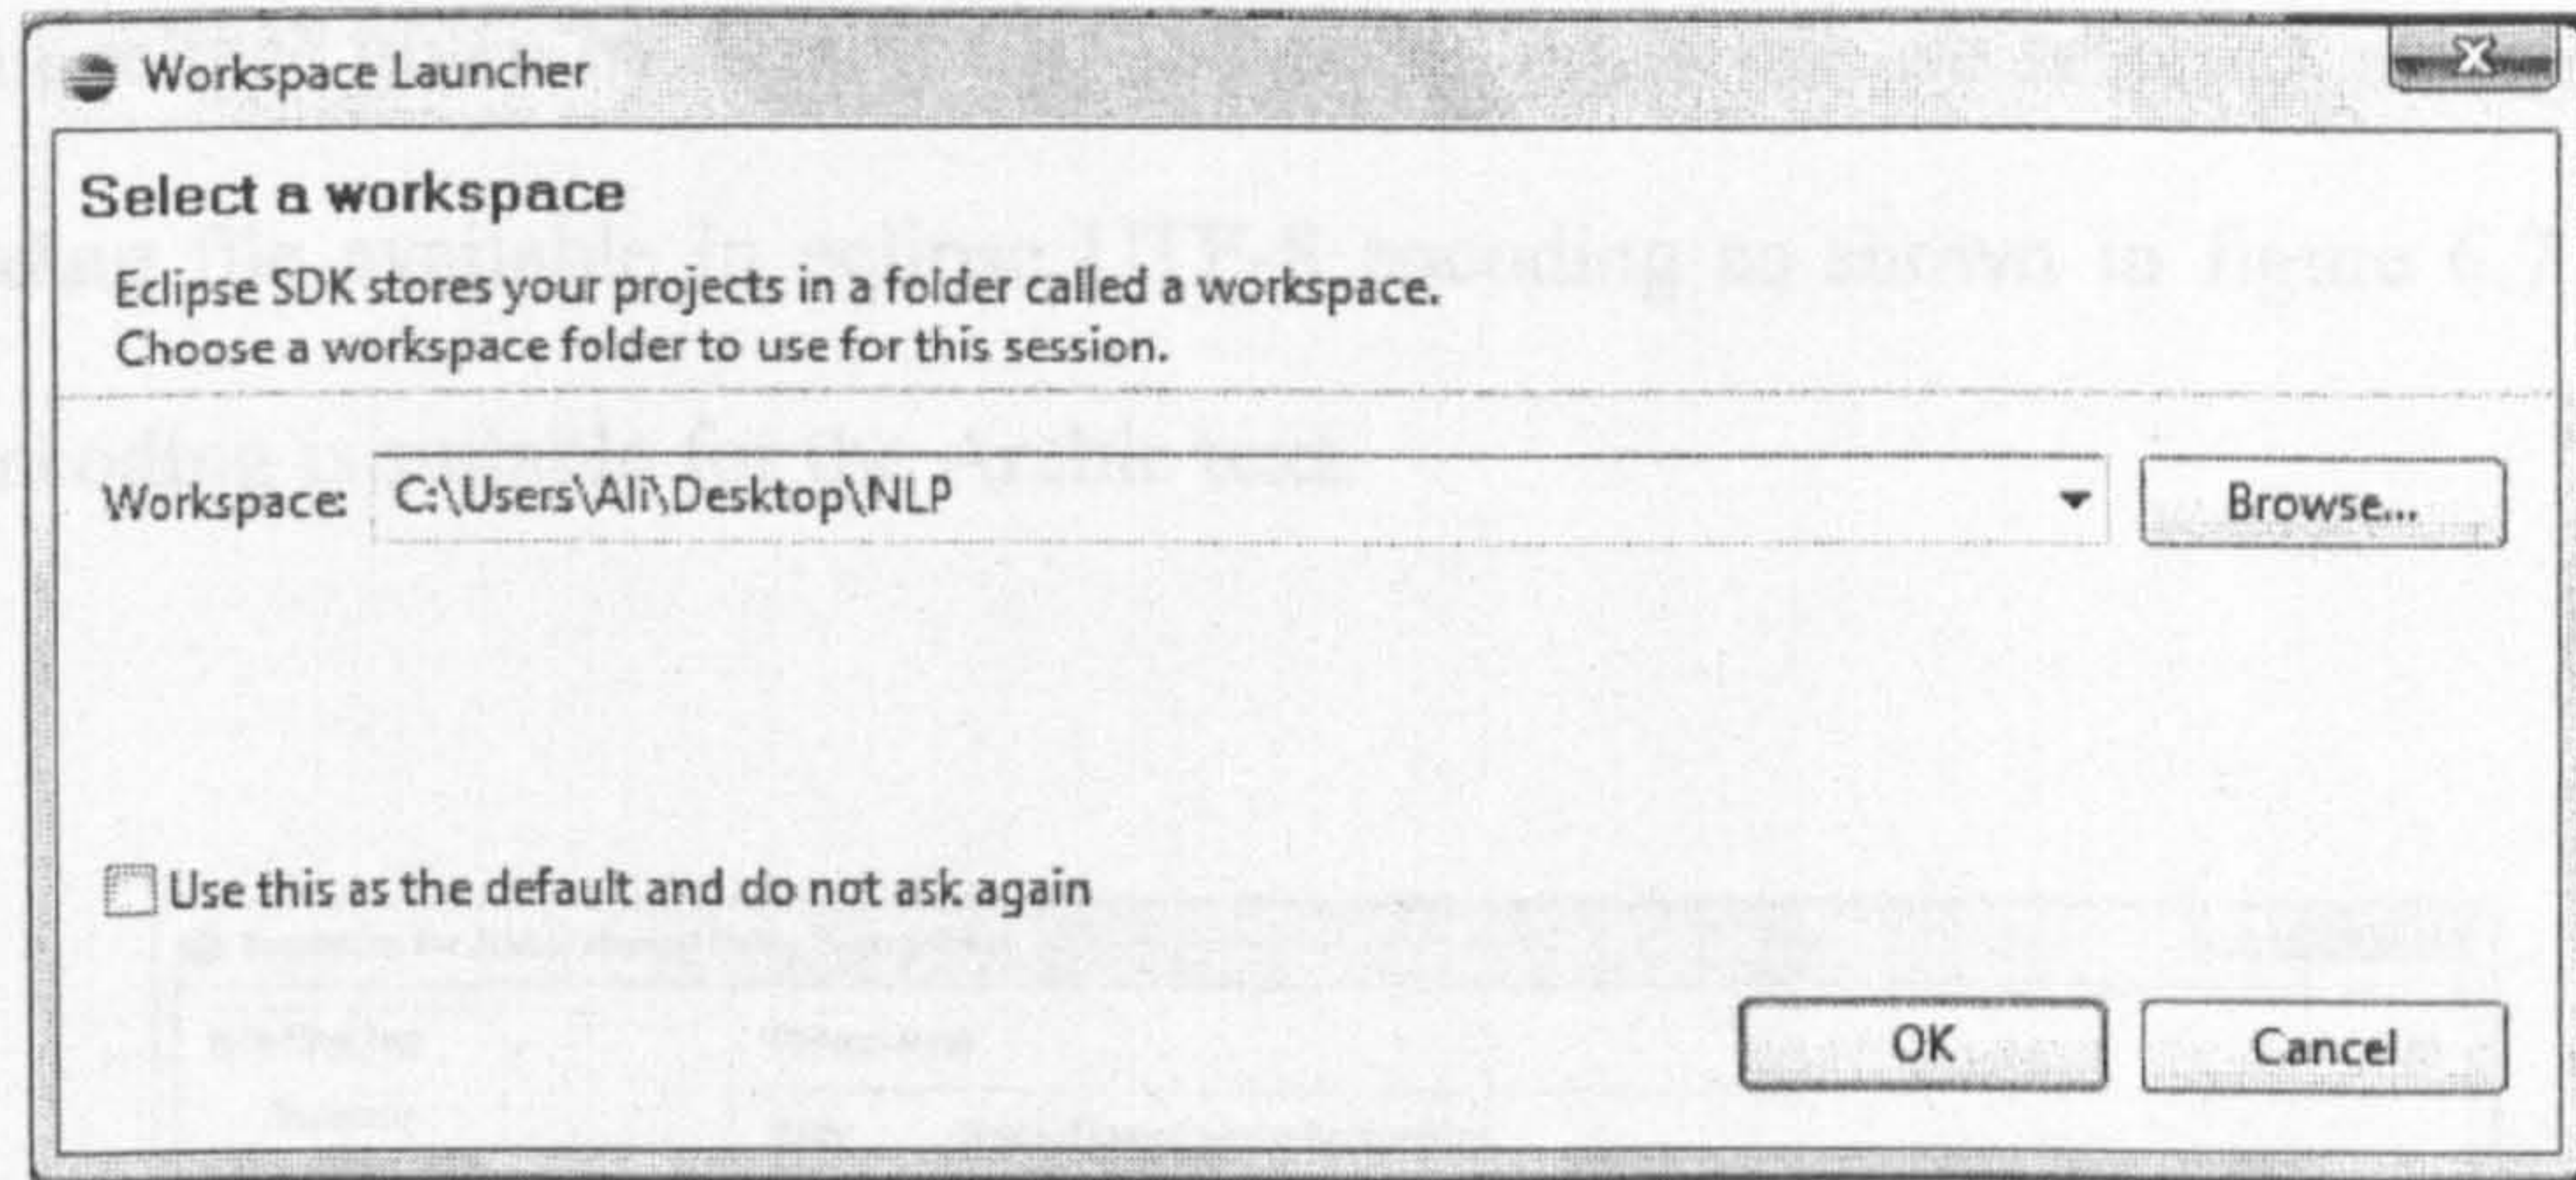 Workspace Launcher
X
Select a workspace
Eclipse SDK stores your projects in a folder called a workspace.
Choose a workspace folder to use for this session.
Workspace: C:\Users\Ali\Desktop\NLP Browse...
Use this as the default and do not ask again
OK Cancel